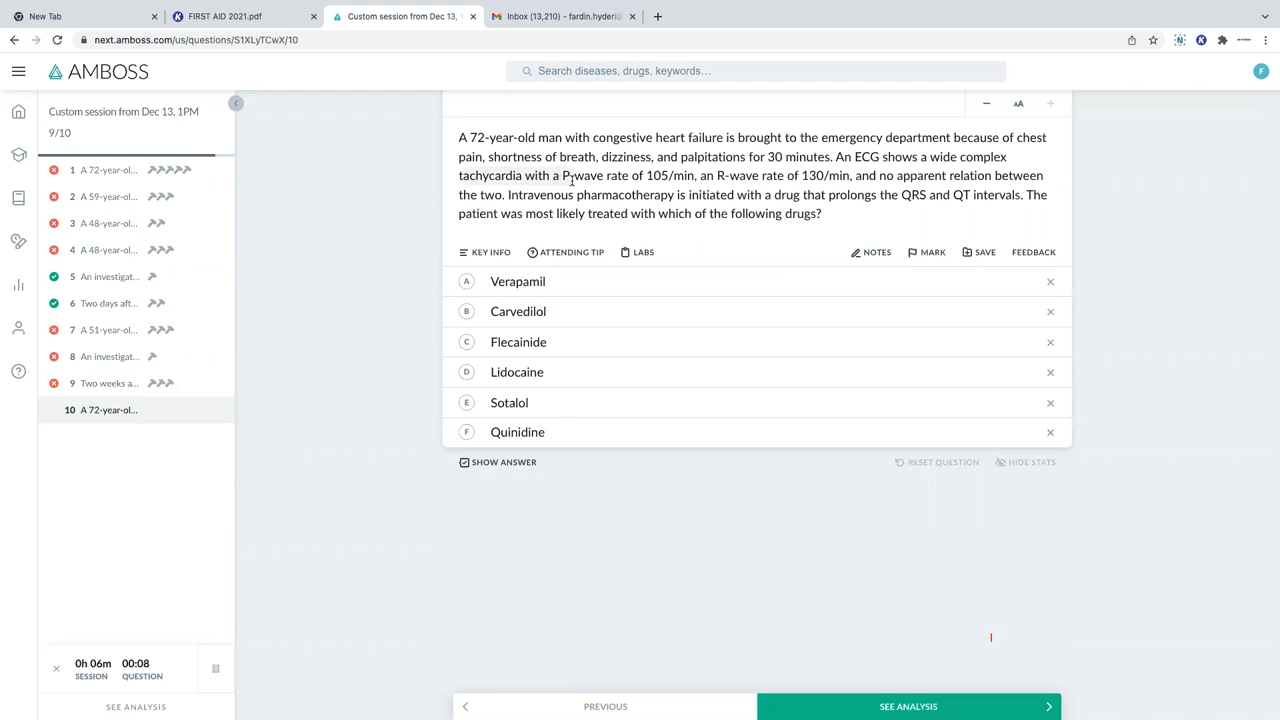 New Tab
FIRST AID 2021.pdf
Custom session from Dec 13, 
Inbox (13,210) - fardin.hyderi@
next.amboss.com/us/questions/S1XLyTCwX/10
AMBOSS
Search diseases, drugs, keywords…
F
Custom session from Dec 13, 1PM
9/10
1 A 72-year-ol...
2 A 59-year-ol...
3 A 48-year-ol...
4 A 48-year-ol...
5 An investigat...
6 Two days aft...
7 A 51-year-ol...
8 An investigat...
9 Two weeks a...
10 A 72-year-ol...
0h 06m 00:08
SESSION QUESTION
SEE ANALYSIS
AA
A 72-year-old man with congestive heart failure is brought to the emergency department because of chest
pain, shortness of breath, dizziness, and palpitations for 30 minutes. An ECG shows a wide complex
tachycardia with a P-wave rate of 105/min, an R-wave rate of 130/min, and no apparent relation between
the two. Intravenous pharmacotherapy is initiated with a drug that prolongs the QRS and QT intervals. The
patient was most likely treated with which of the following drugs?
KEY INFO ATTENDING TIP LABS NOTES MARK SAVE FEEDBACK
A Verapamil
B Carvedilol
C Flecainide
D Lidocaine
E Sotalol
F Quinidine
SHOW ANSWER RESET QUESTION HIDE STATS
PREVIOUS SEE ANALYSIS